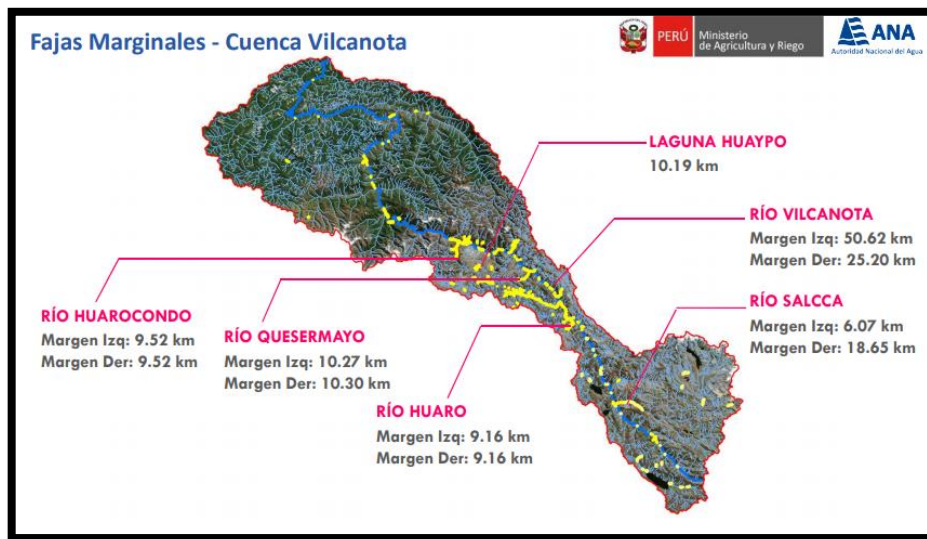 Fajas Marginales - Cuenca Vilcanota
PERÚ
Ministerio
de Agricultura y Riego
ANA
Autoridad Nacional del Agua
LAGUNA HUAYPO
10.19 km
RÍO VILCANOTA
Margen Izq: 50.62 km
Margen Der: 25.20 km
RÍO SALCCA
Margen Izq: 6.07 km
Margen Der: 18.65 km
RÍO HUAROCONDO
Margen Izq: 9.52 km
Margen Der: 9.52 km
RÍO QUESERMAYO
Margen Izq: 10.27 km
Margen Der: 10.30 km
RÍO HUARO
Margen Izq: 9.16 km
Margen Der: 9.16 km